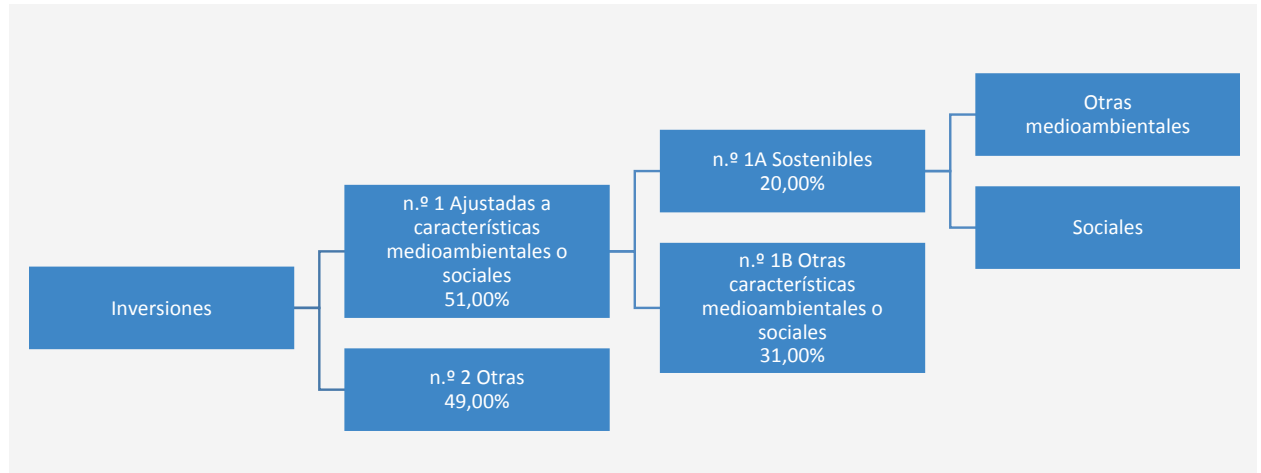 Inversiones
n.º 1 Ajustadas a
características
medioambientales o
sociales
51,00%
n.º 2 Otras
49,00%
n.º 1A Sostenibles
20,00%
n.º 1B Otras
características
medioambientales o
sociales
31,00%
Otras
medioambientales
Sociales